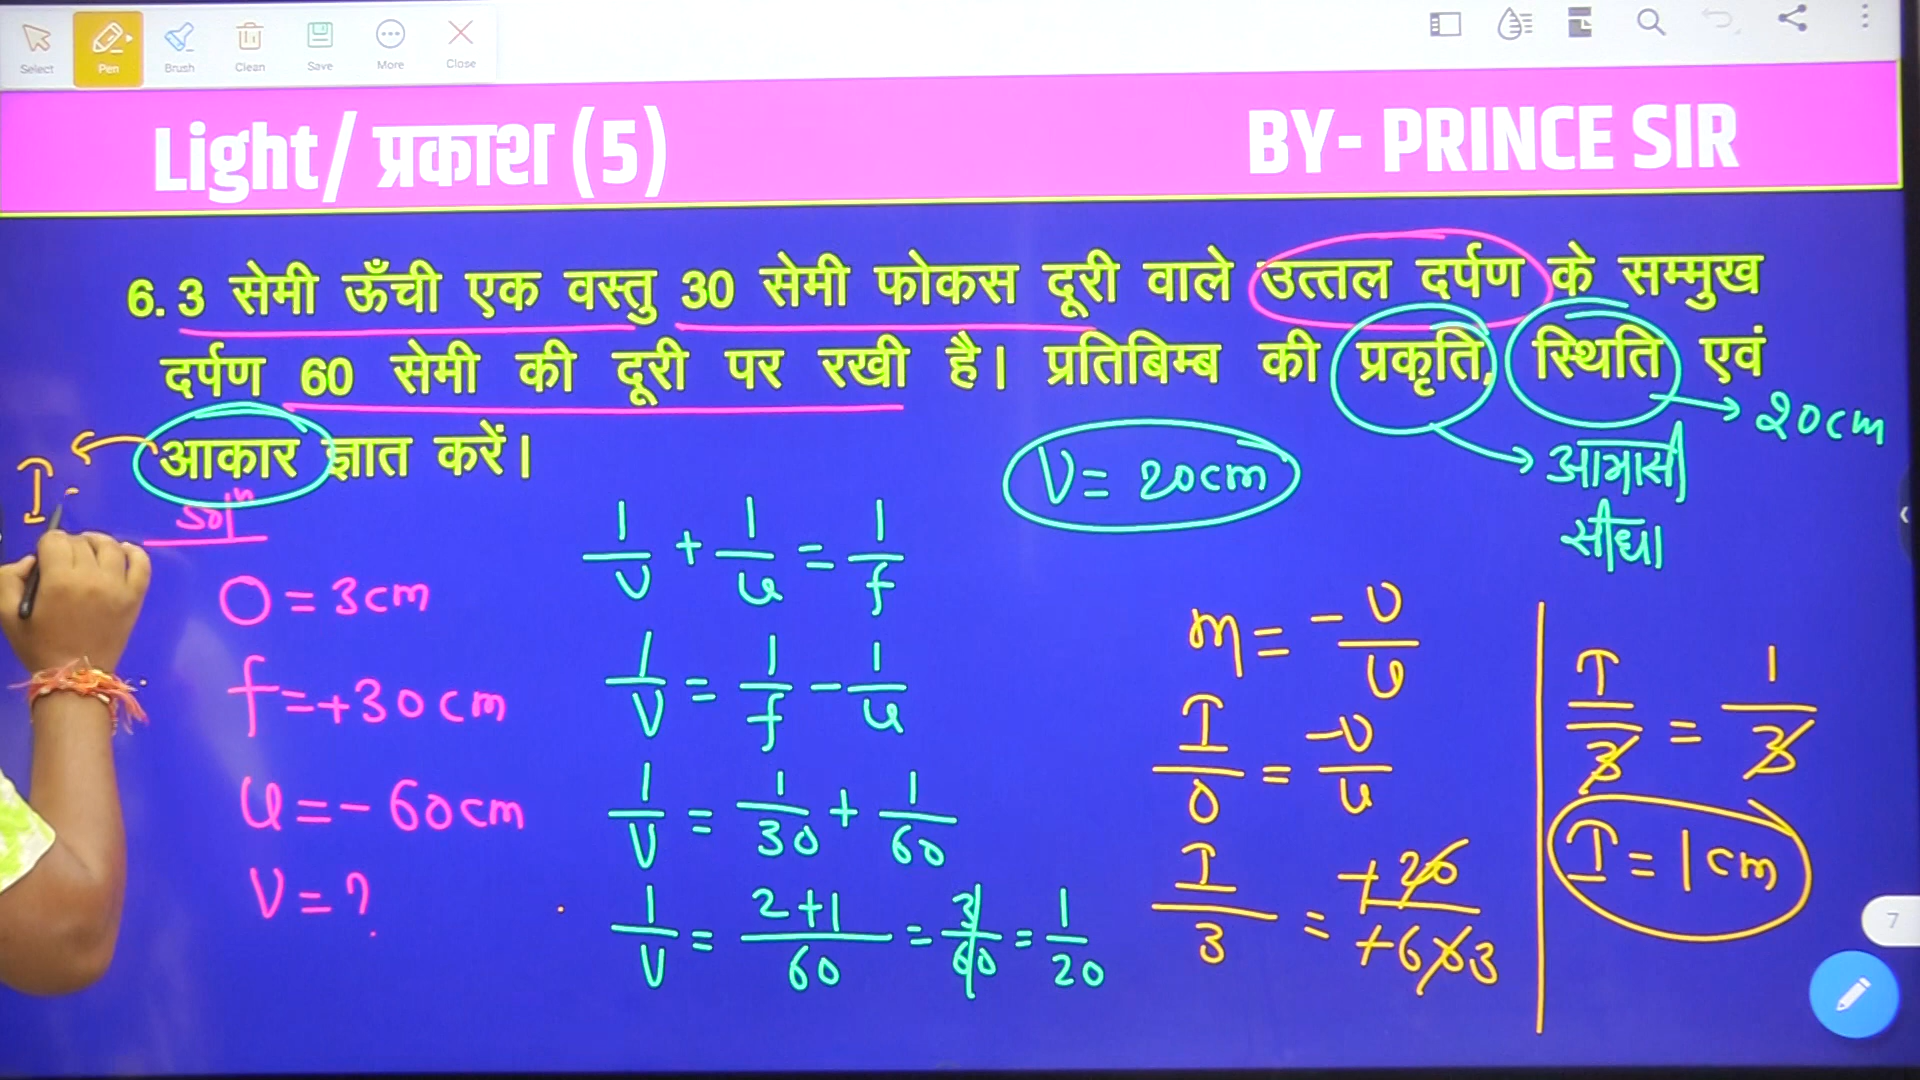 Select Pen Brush Clean Save More Close
Light/ प्रकाश (5)
BY- PRINCE SIR
6. 3 सेमी ऊँची एक वस्तु 30 सेमी फोकस दूरी वाले उत्तल दर्पण के सम्मुख
दर्पण 60 सेमी की दूरी पर रखी है। प्रतिबिम्ब की प्रकृति, स्थिति एवं
आकार ज्ञात करें।
→ 20cm
V = 20cm
→ आभासी
सीधा
I =
Solⁿ
O = 3cm
f = +30cm
u = - 60cm
V = ?
1/v + 1/u = 1/f
1/v = 1/f - 1/u
1/v = 1/30 + 1/60
1/v = 2+1/60 = 3/60 = 1/20
m = -v/u
I/O = -v/u
I/3 = +20/+60 3
I/3 = 1/3
I = 1cm
7